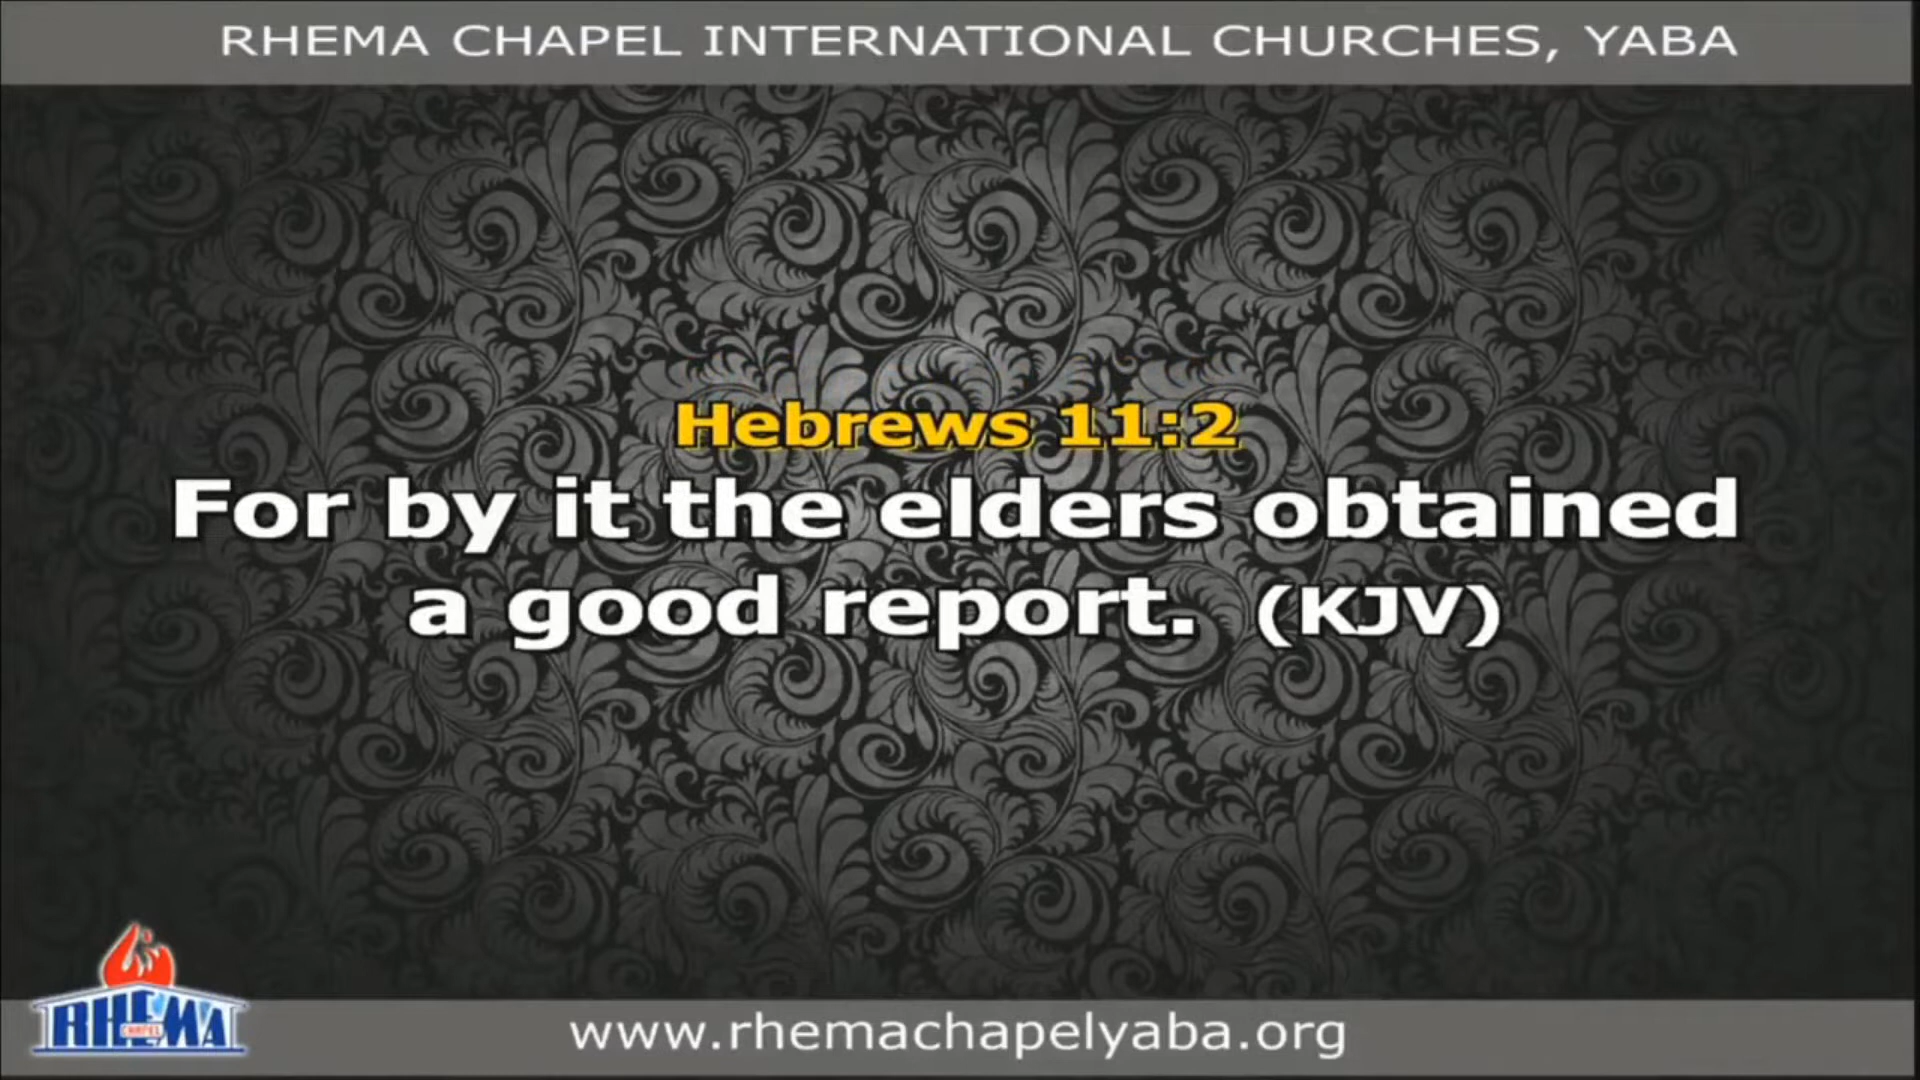 RHEMA CHAPEL INTERNATIONAL CHURCHES, YABA
Hebrews 11:2
For by it the elders obtained
a good report. (KJV)
RHEMA
CHAPEL
www.rhemachapelyaba.org